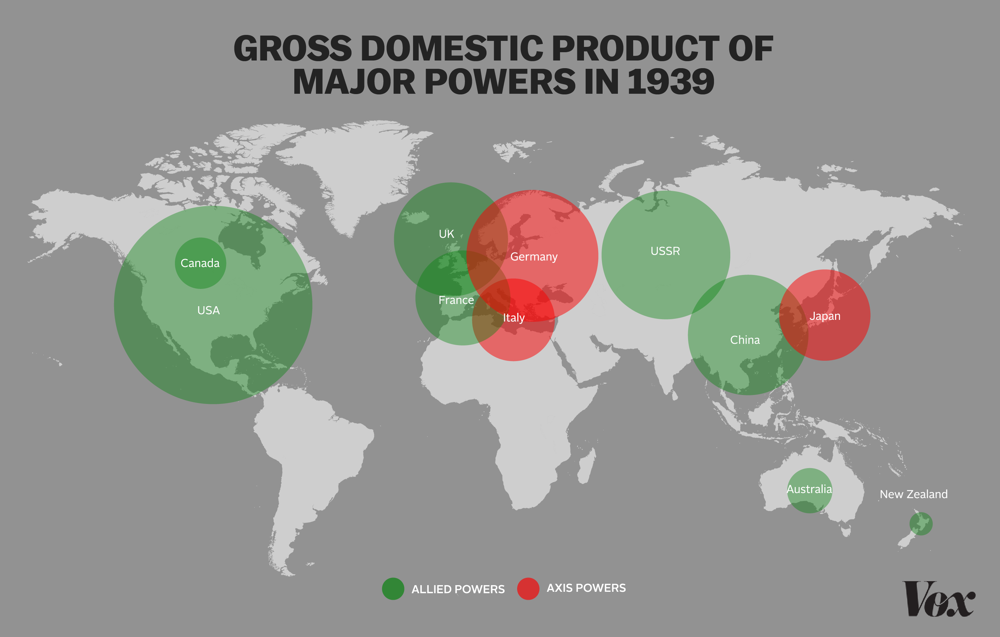 GROSS DOMESTIC PRODUCT OF
MAJOR POWERS IN 1939
UK
Germany
USSR
Canada
France
USA
Italy
Japan
China
Australia
New Zealand
ALLIED POWERS
AXIS POWERS
Vox